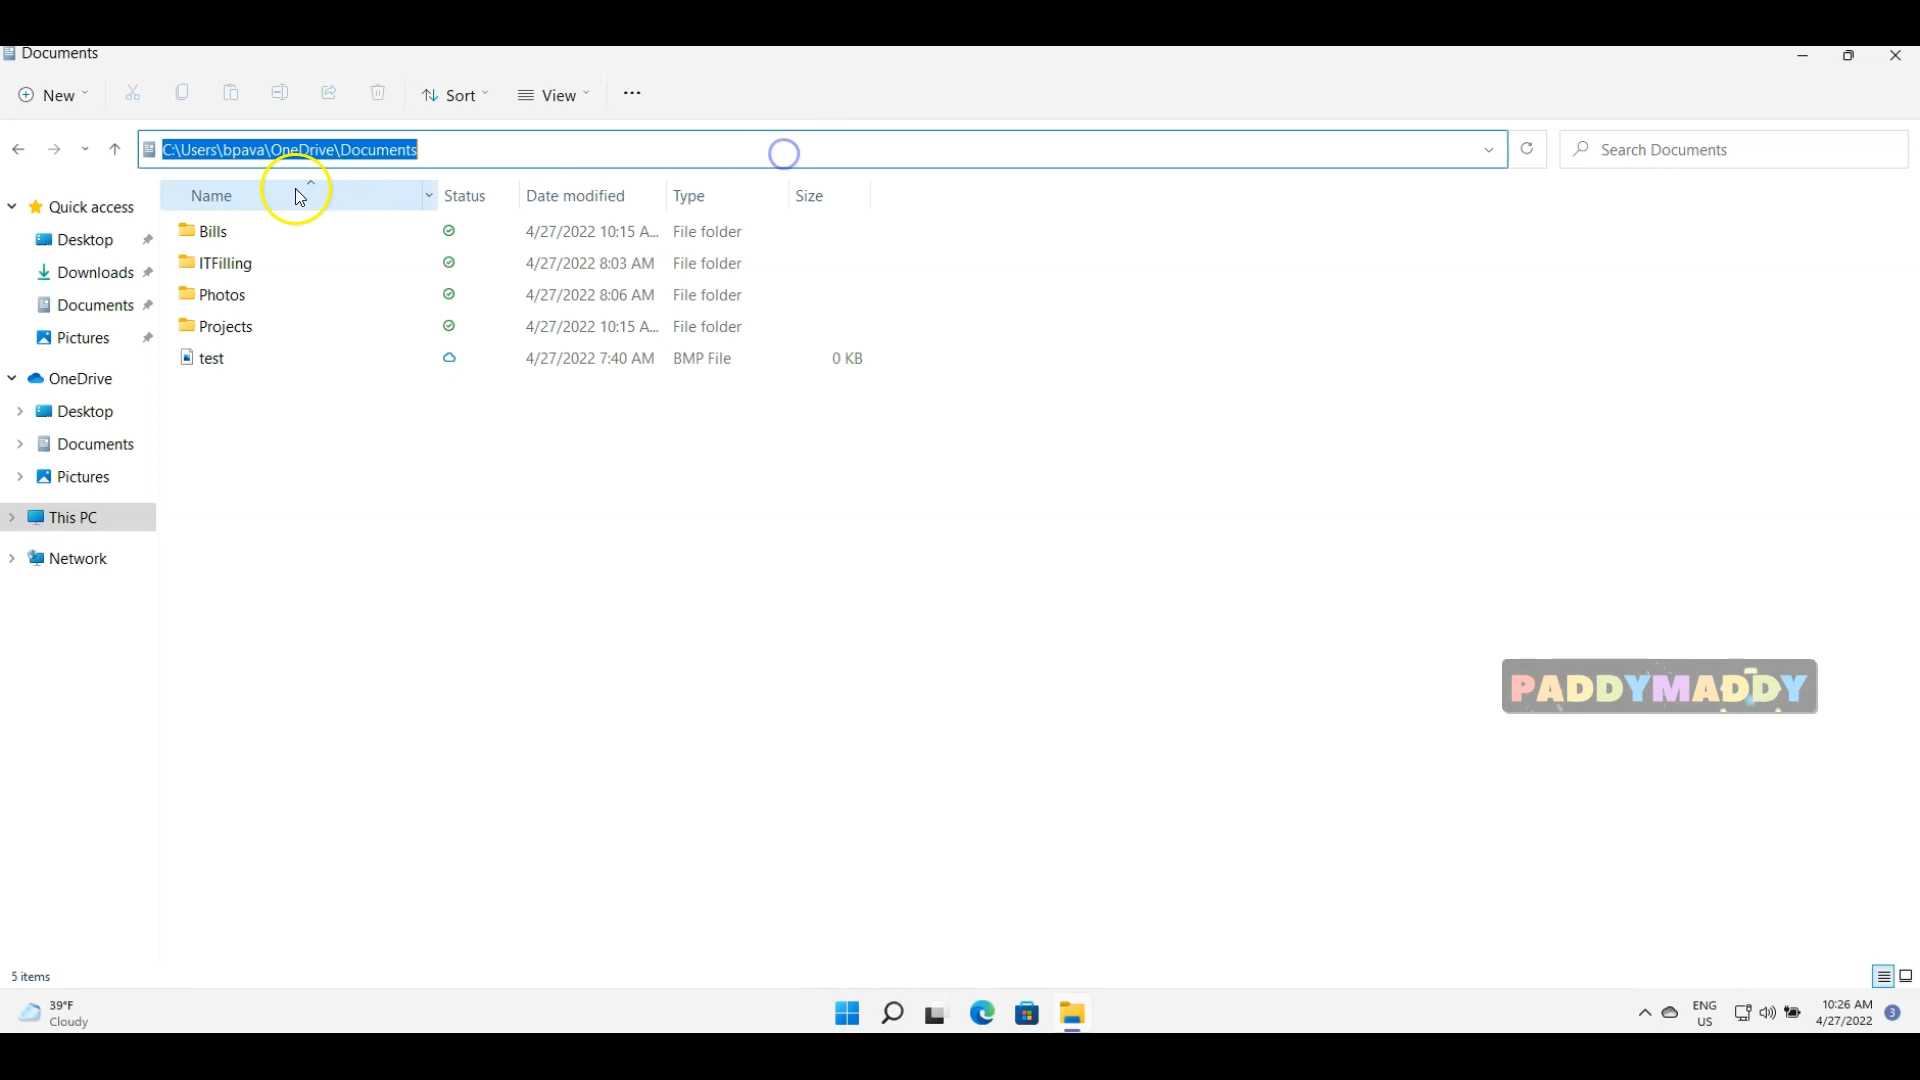 Documents
New
Sort
View
C:\Users\bpava\OneDrive\Documents
Search Documents
Name Status Date modified Type Size
Quick access
Desktop
Downloads
Documents
Pictures
OneDrive
Desktop
Documents
Pictures
This PC
Network
Bills 4/27/2022 10:15 A... File folder
ITFilling 4/27/2022 8:03 AM File folder
Photos 4/27/2022 8:06 AM File folder
Projects 4/27/2022 10:15 A... File folder
test 4/27/2022 7:40 AM BMP File 0 KB
PADDYMADDY
5 items
39°F
Cloudy
ENG
US
10:26 AM
4/27/2022
3